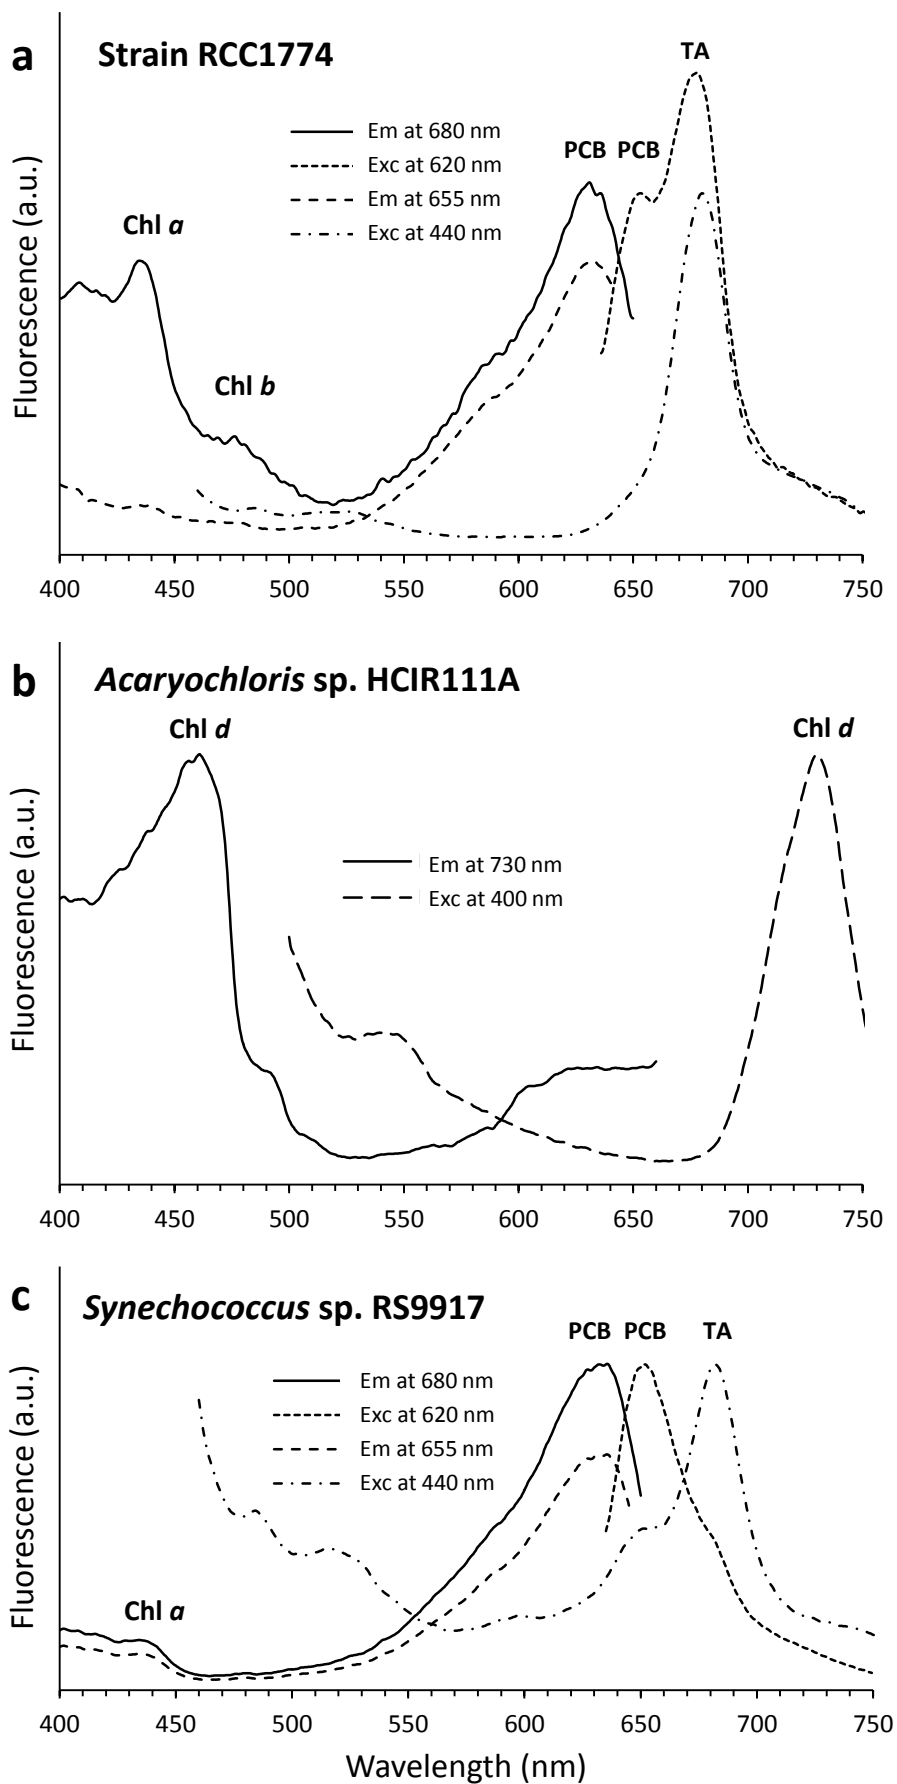 a
Strain RCC1774
TA
PCB PCB
Em at 680 nm
Exc at 620 nm
Em at 655 nm
Exc at 440 nm
Chl a
Chl b
Fluorescence (a.u.)
400 450 500 550 600 650 700 750
b
Acaryochloris sp. HCIR111A
Chl d
Chl d
Em at 730 nm
Exc at 400 nm
Fluorescence (a.u.)
400 450 500 550 600 650 700 750
c
Synechococcus sp. RS9917
PCB PCB TA
Em at 680 nm
Exc at 620 nm
Em at 655 nm
Exc at 440 nm
Chl a
Fluorescence (a.u.)
400 450 500 550 600 650 700 750
Wavelength (nm)